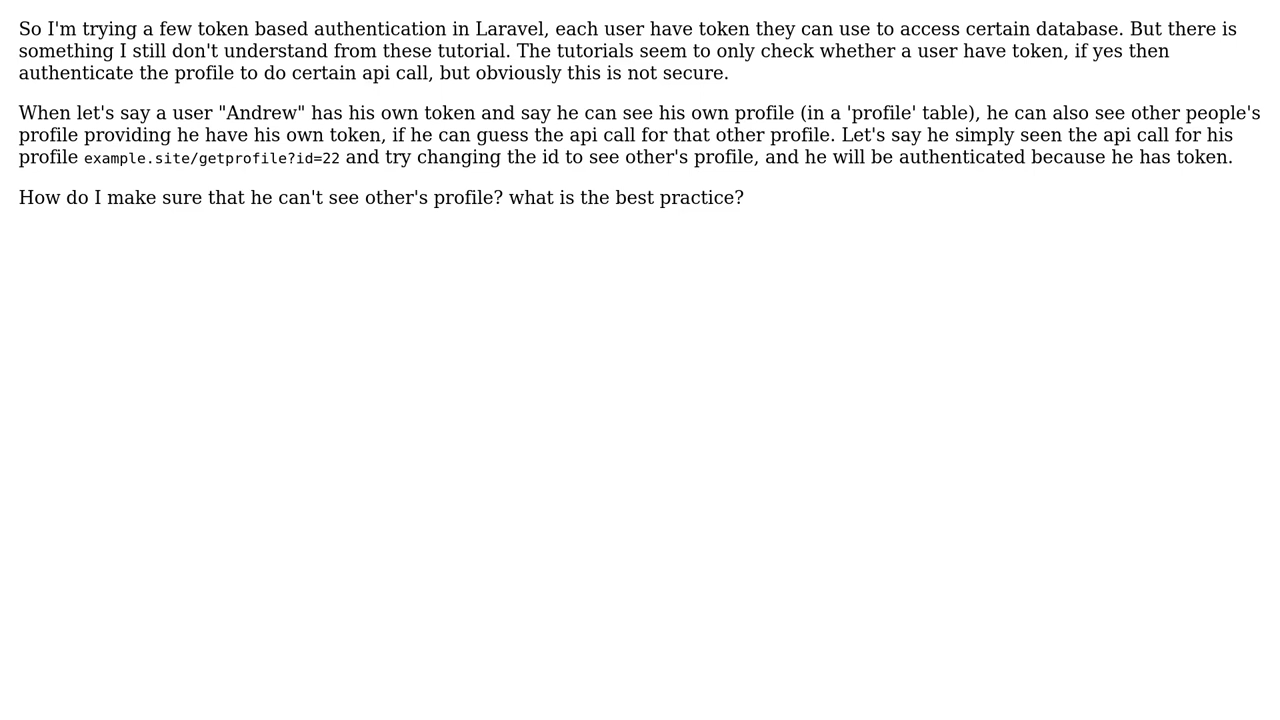 So I'm trying a few token based authentication in Laravel, each user have token they can use to access certain database. But there is
something I still don't understand from these tutorial. The tutorials seem to only check whether a user have token, if yes then
authenticate the profile to do certain api call, but obviously this is not secure.
When let's say a user "Andrew" has his own token and say he can see his own profile (in a 'profile' table), he can also see other people's
profile providing he have his own token, if he can guess the api call for that other profile. Let's say he simply seen the api call for his
profile example.site/getprofile?id=22 and try changing the id to see other's profile, and he will be authenticated because he has token.
How do I make sure that he can't see other's profile? what is the best practice?